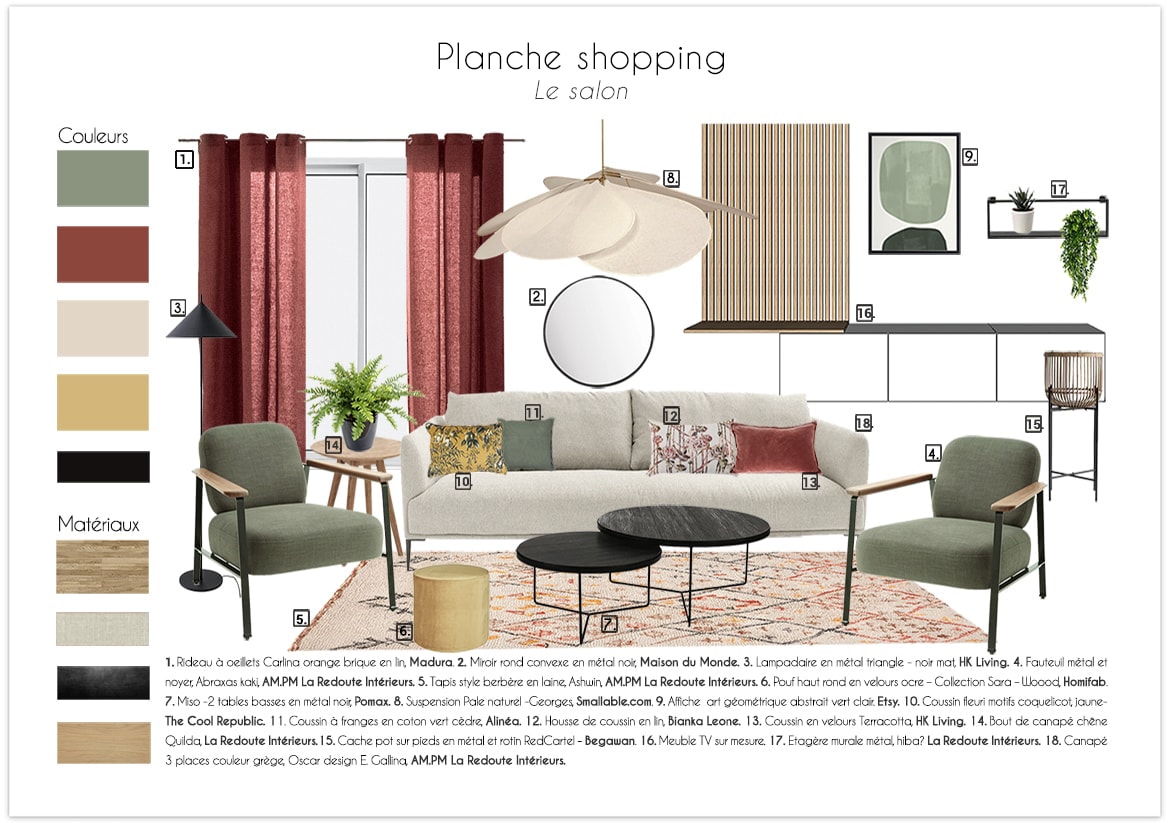 Planche shopping
Le salon
Couleurs
1.
8.
9.
17.
2.
3.
16.
11.
12.
18.
15.
14.
4.
10.
13.
Matériaux
5.
6.
7.
1. Rideau à oeillets Carlina orange brique en lin, Madura. 2. Miroir rond convexe en métal noir, Maison du Monde. 3. Lampadaire en métal triangle - noir mat, HK Living. 4. Fauteuil métal et
noyer, Abraxas kaki, AM.PM La Redoute Intérieurs. 5. Tapis style berbère en laine, Ashuin, AM.PM La Redoute Intérieurs. 6. Pouf haut rond en velours ocre – Collection Sara – Woood, Homifab.
7. Miso -2 tables basses en métal noir, Pomax. 8. Suspension Pale naturel -Georges, Smallable.com. 9. Affiche art géométrique abstrait vert clair. Etsy. 10. Coussin fleuri motifs coquelicot, jaune-
The Cool Republic. 11. Coussin à franges en coton vert cèdre, Alinéa. 12. Housse de coussin en lin, Bianka Leone. 13. Coussin en velours Terracotta, HK Living. 14. Bout de canapé chêne
Quilda, La Redoute Intérieurs. 15. Cache pot sur pieds en métal et rotin RedCartel – Begawan. 16. Meuble TV sur mesure. 17. Etagère murale métal, hiba? La Redoute Intérieurs. 18. Canapé
3 places couleur grège, Oscar design E. Gallina, AM.PM La Redoute Intérieurs.